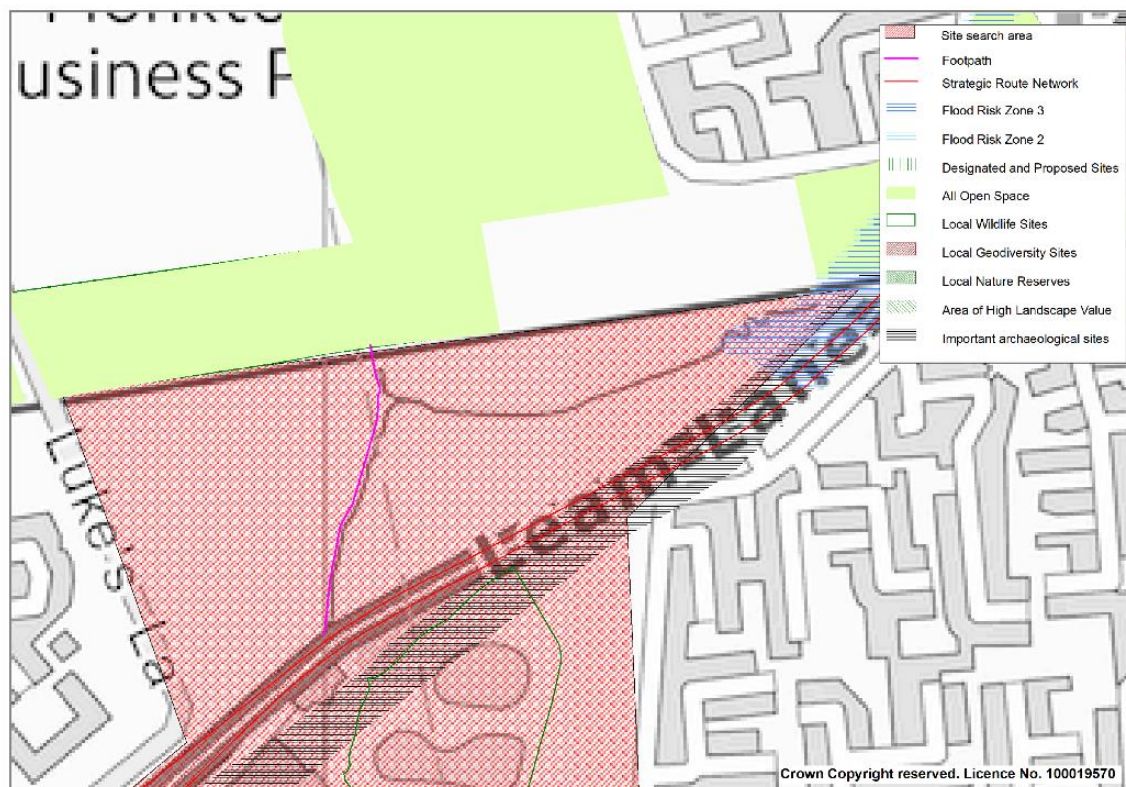 usiness P
Site search area
Footpath
Strategic Route Network
Flood Risk Zone 3
Flood Risk Zone 2
Designated and Proposed Sites
All Open Space
Local Wildlife Sites
Local Geodiversity Sites
Local Nature Reserves
Area of High Landscape Value
Important archaeological sites
Luke's La
Leam Lane
Crown Copyright reserved. Licence No. 100019570